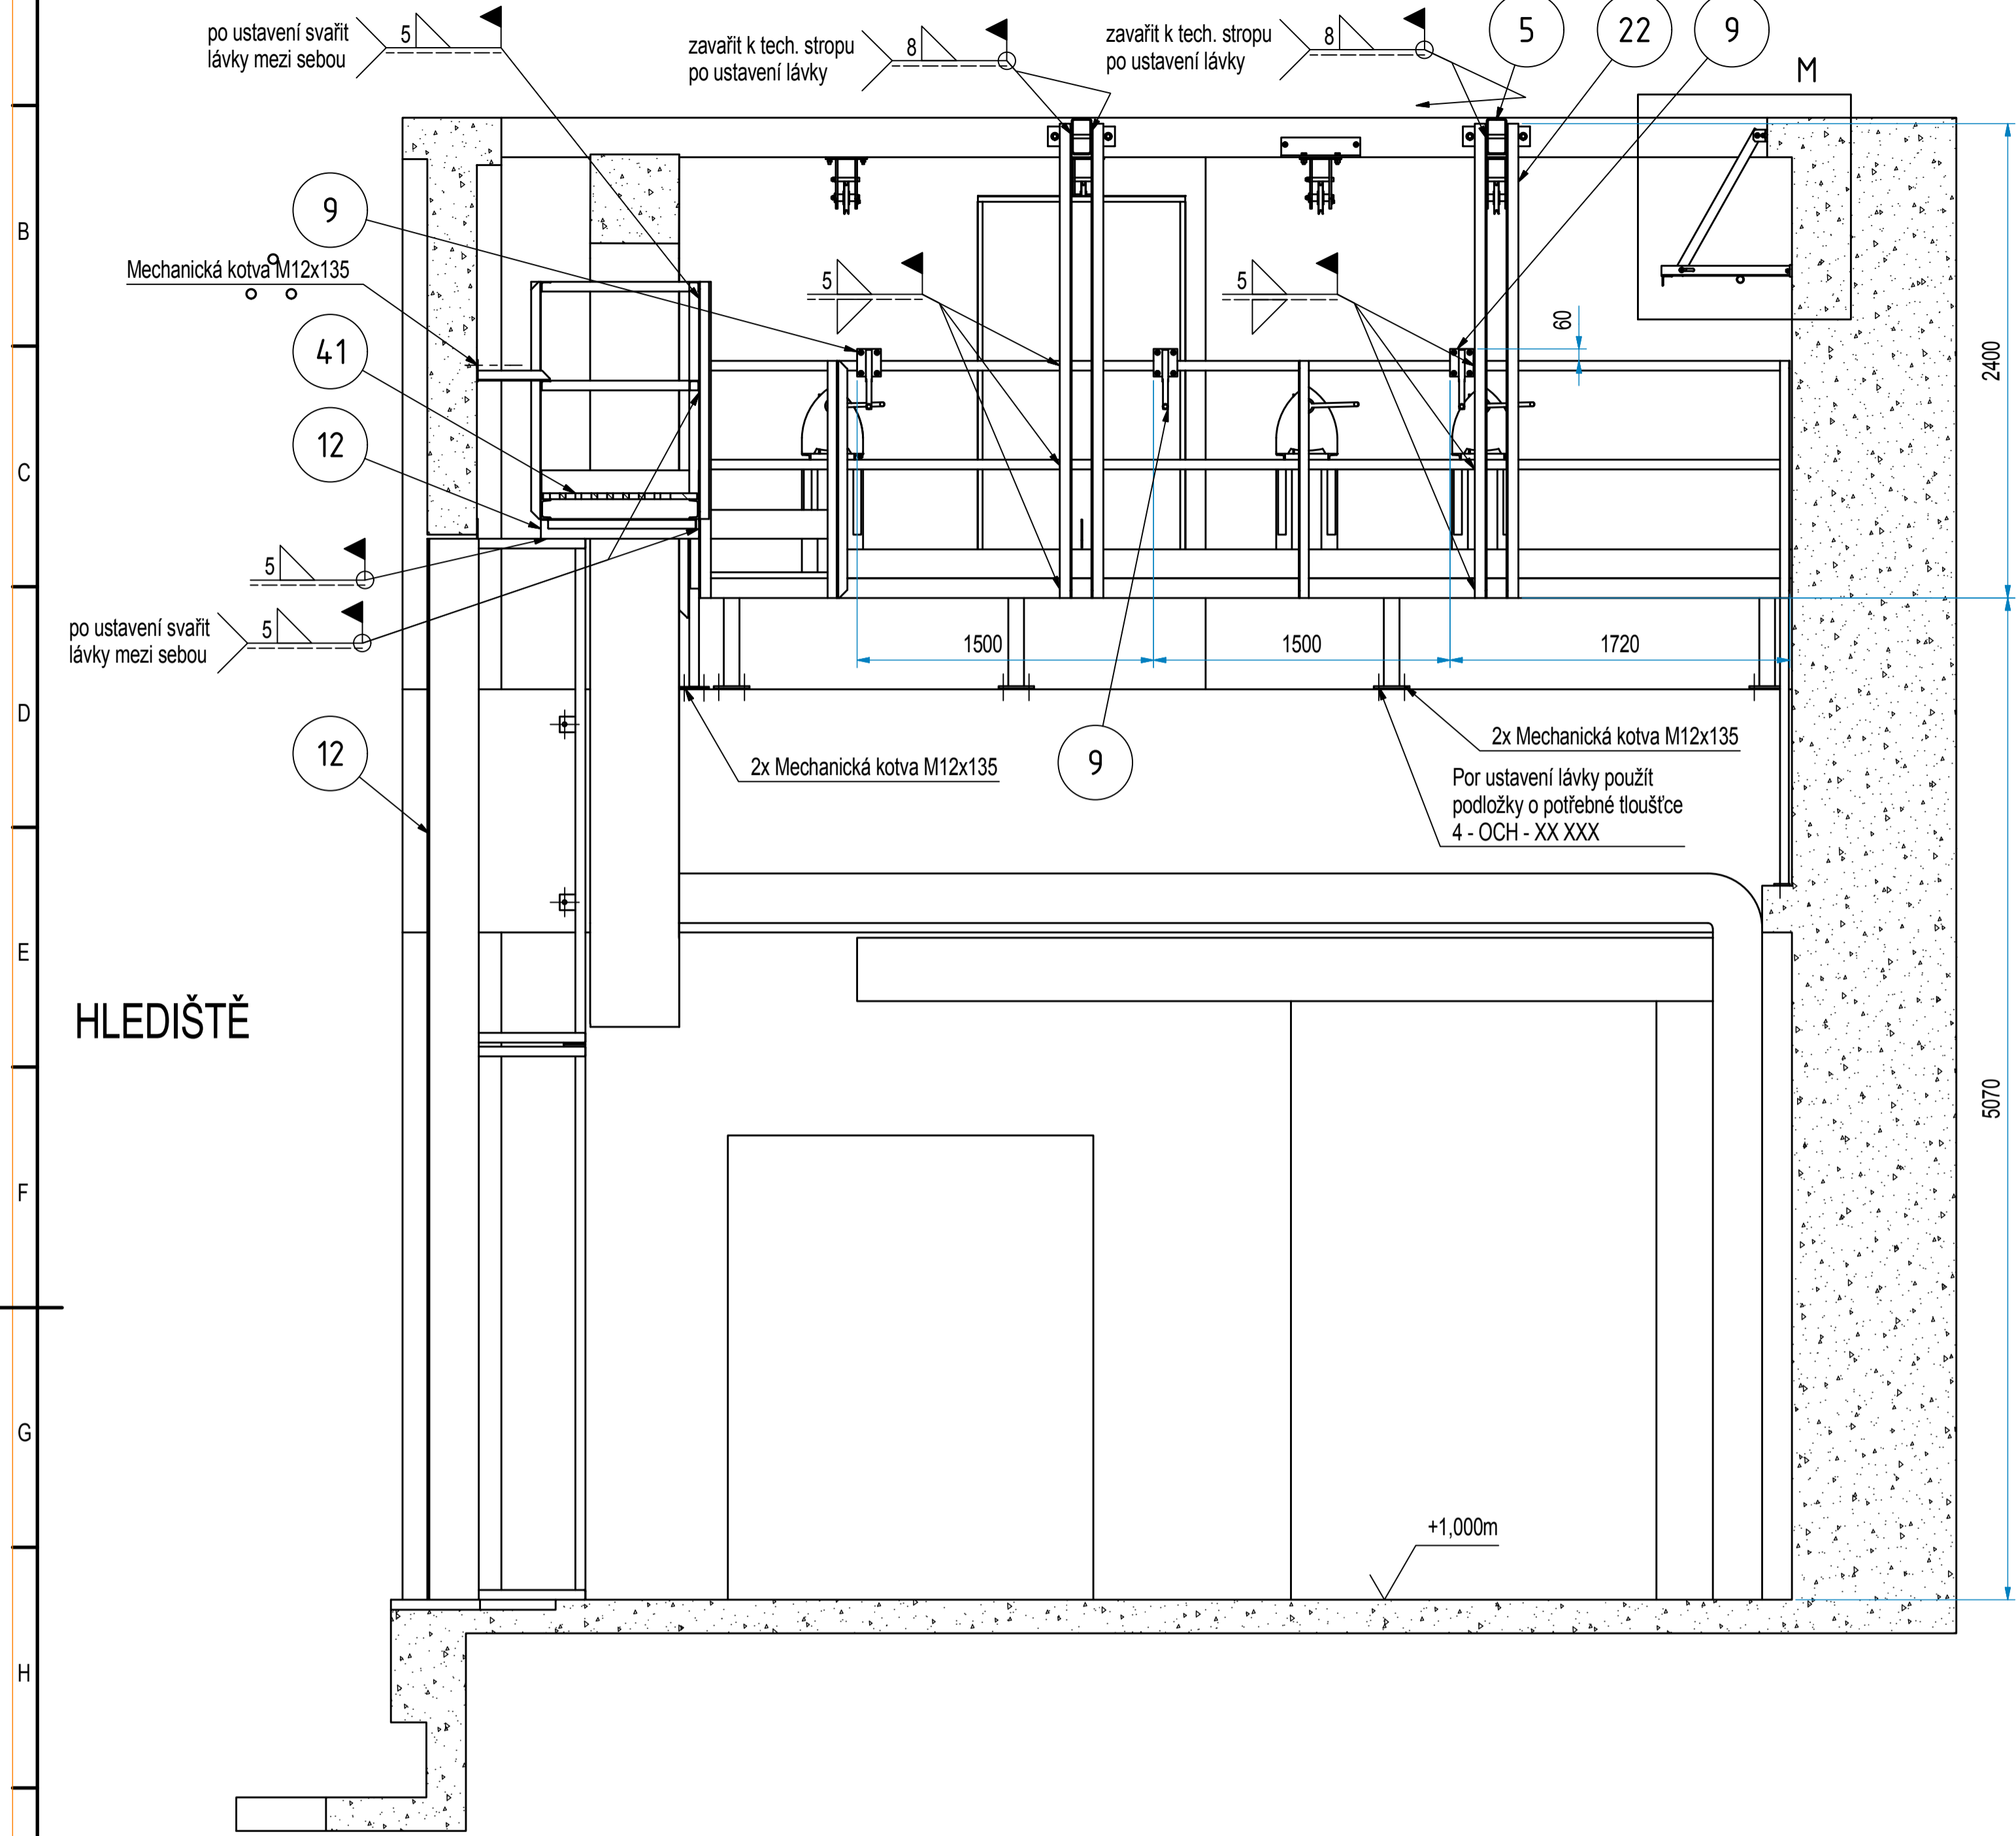 po ustavení svařit
lávky mezi sebou
5
zavařit k tech. stropu
po ustavení lávky
8
zavařit k tech. stropu
po ustavení lávky
8
5
22
9
M
B
9
Mechanická kotva M12x135
5
5
60
2400
41
12
C
5
po ustavení svařit
lávky mezi sebou
5
1500
1500
1720
D
12
2x Mechanická kotva M12x135
9
2x Mechanická kotva M12x135
Por ustavení lávky použít
podložky o potřebné tloušťce
4 - OCH - XX XXX
E
HLEDIŠTĚ
5070
F
G
+1,000m
H